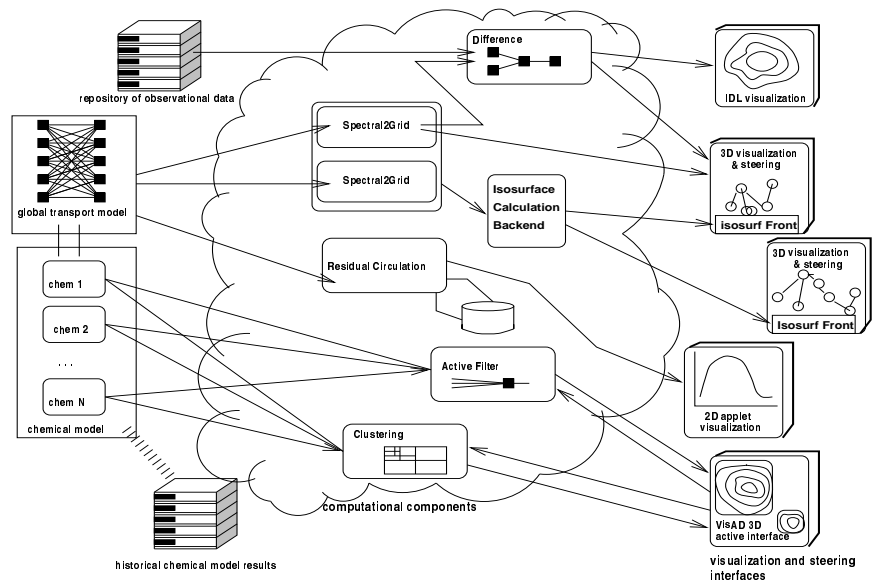 Difference
repository of observational data
IDL visualization
Spectral2Grid
Spectral2Grid
global transport model
Isosurface
Calculation
Backend
3D visualization
& steering
isosurf Front
Residual Circulation
3D visualization
& steering
Isosurf Front
chem 1
chem 2
. . .
chem N
chemical model
Active Filter
2D applet
visualization
Clustering
computational components
VisAD 3D
active interface
historical chemical model results
visualization and steering
interfaces